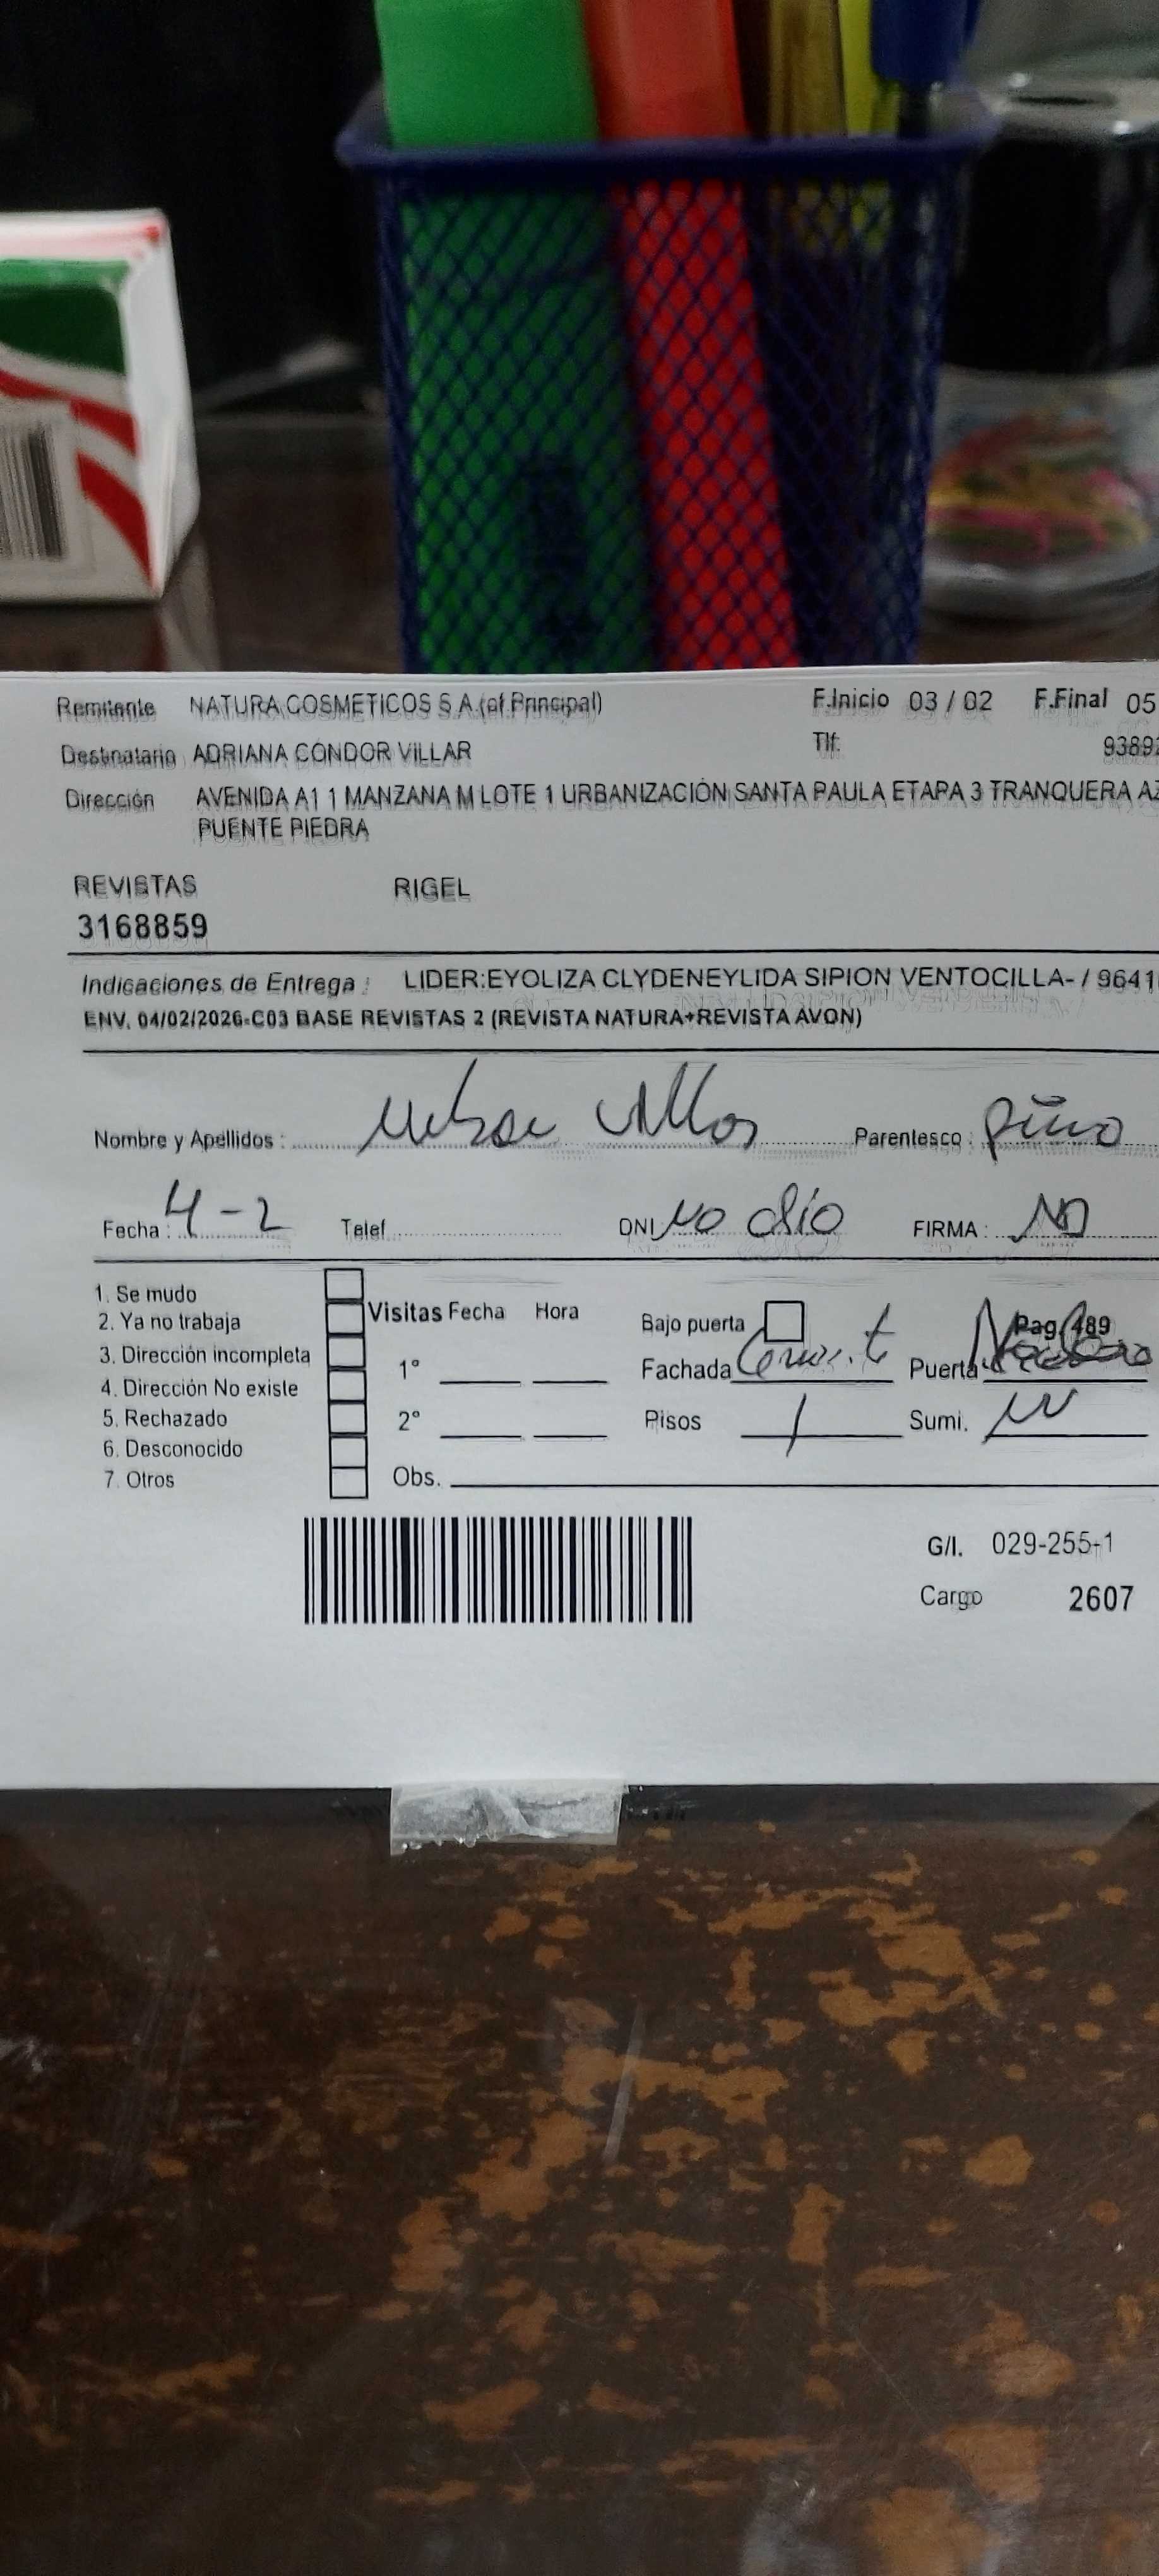 Remitente NATURA COSMETICOS S.A.(of.Principal) F.Inicio 03 / 02 F.Final 05
Destinatario ADRIANA CONDOR VILLAR Tlf: 9389
Dirección AVENIDA A1 1 MANZANA M LOTE 1 URBANIZACIÓN SANTA PAULA ETAPA 3 TRANQUERA AZ
PUENTE PIEDRA
REVISTAS RIGEL
3168859
Indicaciones de Entrega : LIDER:EYOLIZA CLYDENEYLIDA SIPION VENTOCILLA- / 9641
ENV. 04/02/2026-C03 BASE REVISTAS 2 (REVISTA NATURA+REVISTA AVON)
Nombre y Apellidos : Parentesco :
Fecha : 4-2 Telef. DNI No dio FIRMA : NO
1. Se mudo
2. Ya no trabaja Visitas Fecha Hora Bajo puerta Pag. 489
3. Dirección incompleta 1° Fachada Puerta
4. Dirección No existe
5. Rechazado 2° Pisos 1 Sumi.
6. Desconocido
7. Otros Obs.
G/I. 029-255-1
Cargo 2607